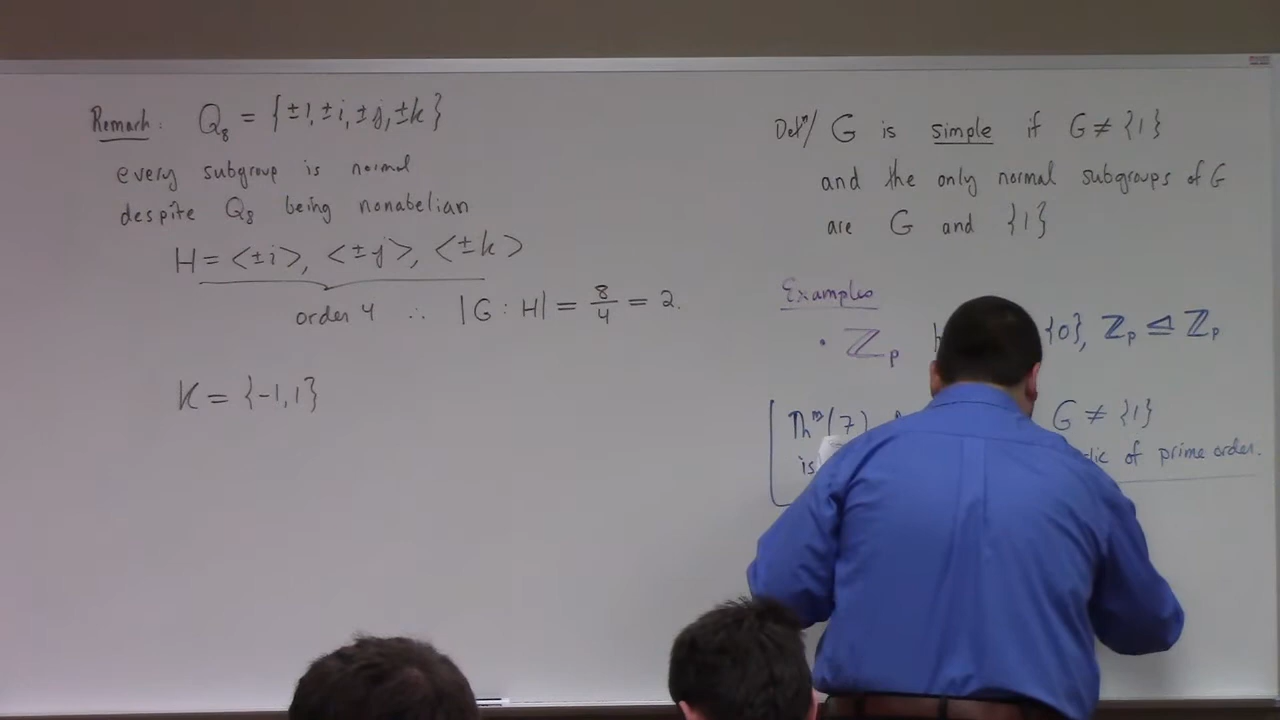 Remark: Q₈ = {±1, ±i, ±j, ±k}
every subgroup is normal
despite Q₈ being nonabelian
H = <±i>, <±j>, <±k>
order 4 ∴ |G : H| = 8/4 = 2.
K = {-1, 1}
Defⁿ/ G is simple if G ≠ {1}
and the only normal subgroups of G
are G and {1}
Examples
• ℤₚ {0}, ℤₚ ⊴ ℤₚ
Thᵐ(7) G ≠ {1}
is of prime order.